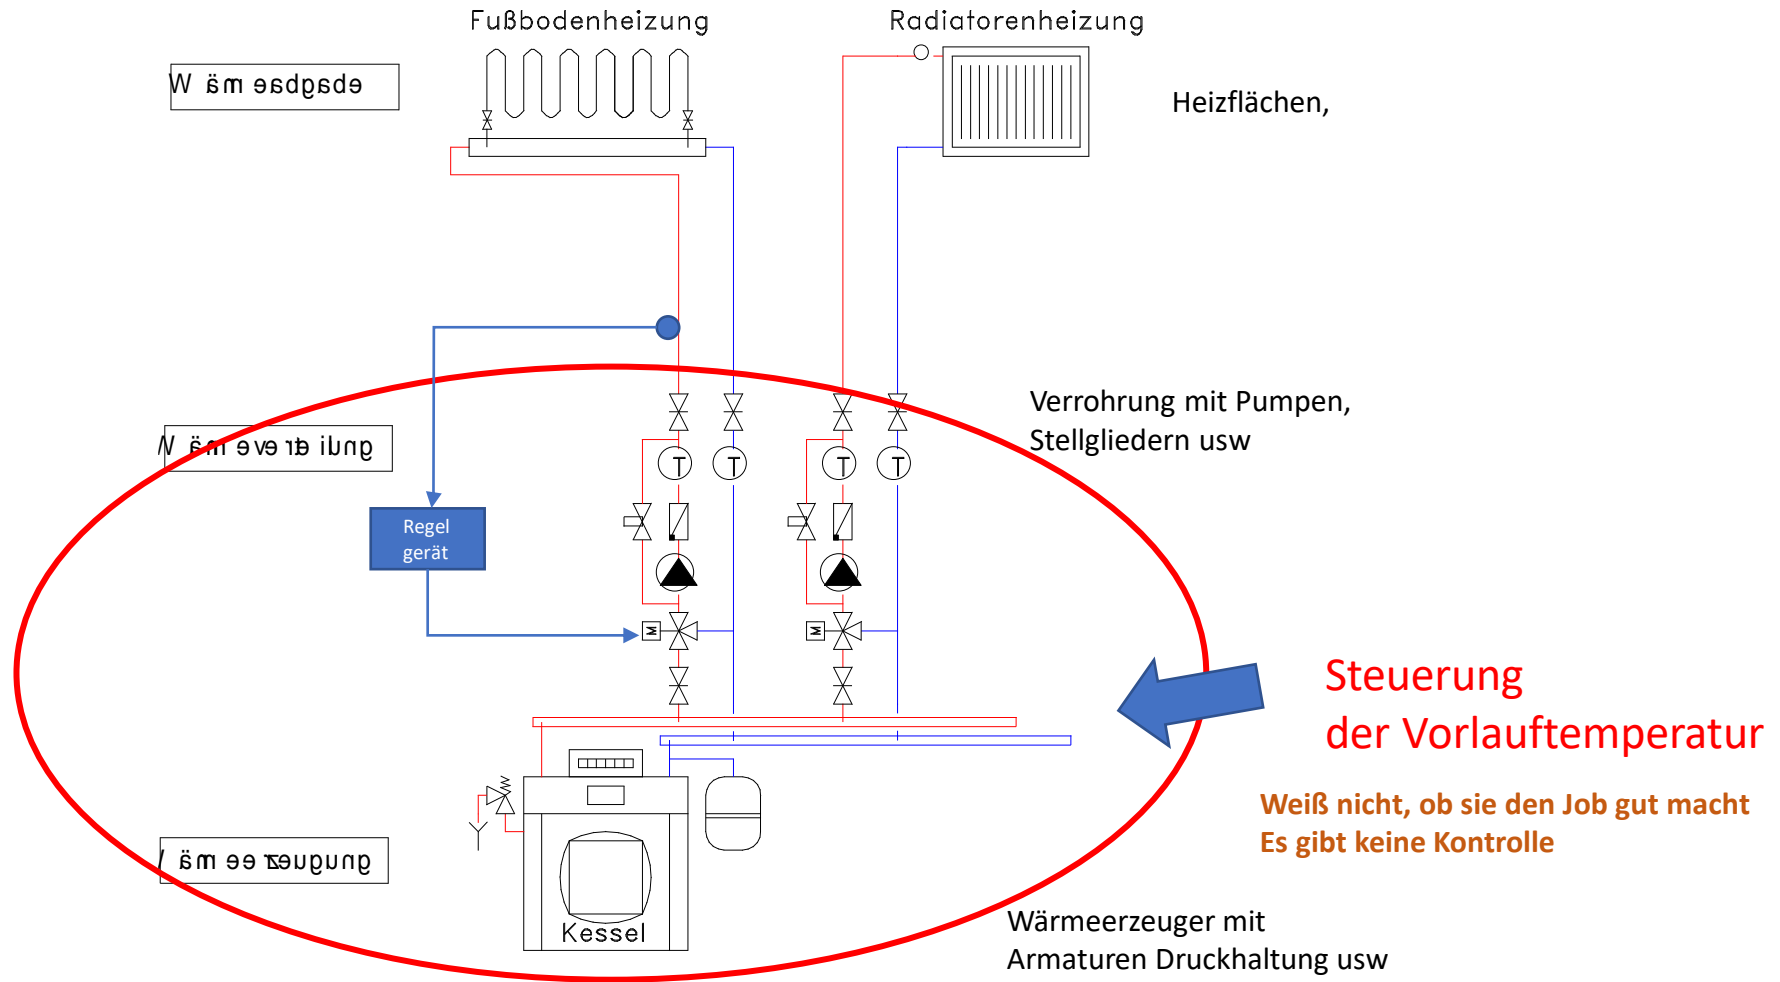 Fußbodenheizung
Radiatorenheizung
Heizflächen,
Verrohrung mit Pumpen,
Stellgliedern usw
T
T
T
T
Regel
gerät
M
M
Steuerung
der Vorlauftemperatur
Weiß nicht, ob sie den Job gut macht
Es gibt keine Kontrolle
Kessel
Wärmeerzeuger mit
Armaturen Druckhaltung usw